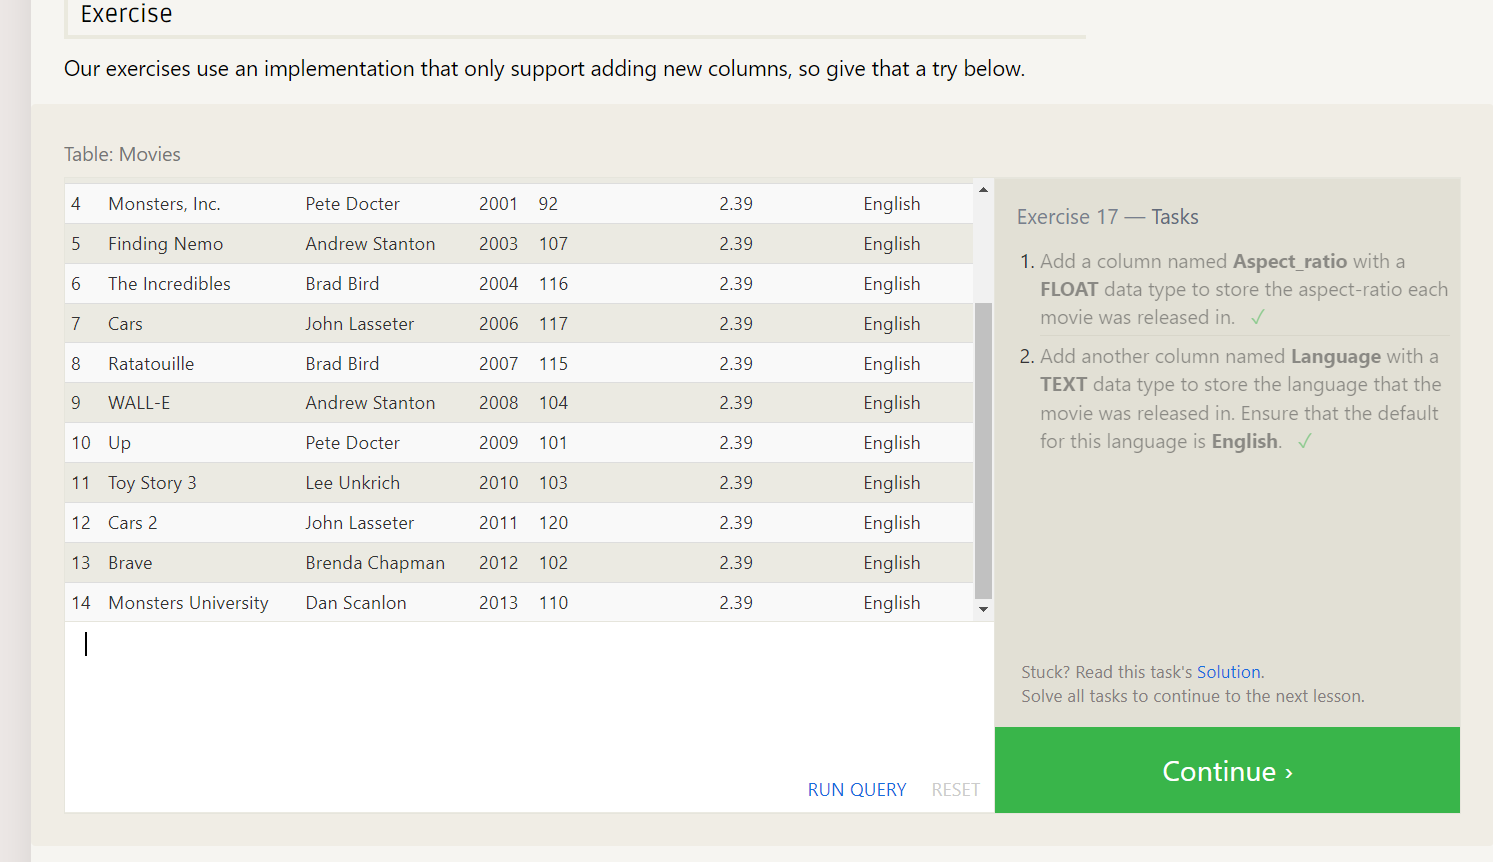 Exercise
Our exercises use an implementation that only support adding new columns, so give that a try below.
Table: Movies
4 Monsters, Inc. Pete Docter 2001 92 2.39 English
5 Finding Nemo Andrew Stanton 2003 107 2.39 English
6 The Incredibles Brad Bird 2004 116 2.39 English
7 Cars John Lasseter 2006 117 2.39 English
8 Ratatouille Brad Bird 2007 115 2.39 English
9 WALL-E Andrew Stanton 2008 104 2.39 English
10 Up Pete Docter 2009 101 2.39 English
11 Toy Story 3 Lee Unkrich 2010 103 2.39 English
12 Cars 2 John Lasseter 2011 120 2.39 English
13 Brave Brenda Chapman 2012 102 2.39 English
14 Monsters University Dan Scanlon 2013 110 2.39 English
RUN QUERY RESET
Exercise 17 — Tasks
1. Add a column named Aspect_ratio with a
FLOAT data type to store the aspect-ratio each
movie was released in. ✓
2. Add another column named Language with a
TEXT data type to store the language that the
movie was released in. Ensure that the default
for this language is English. ✓
Stuck? Read this task's Solution.
Solve all tasks to continue to the next lesson.
Continue ›